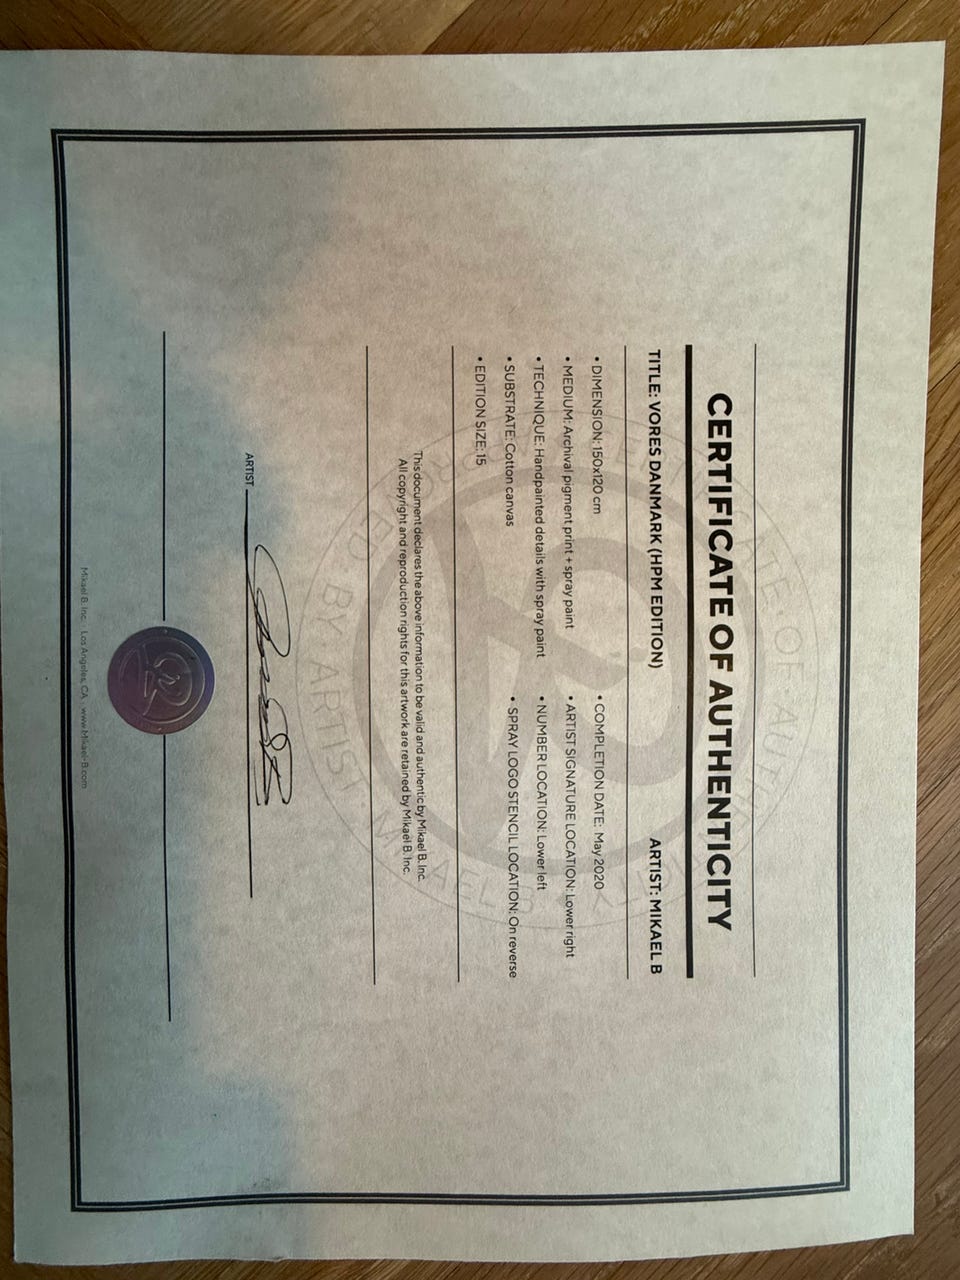 CERTIFICATE OF AUTHENTICITY
TITLE: VORES DANMARK (HPM EDITION) ARTIST: MIKAEL B
• DIMENSION: 150x120 cm
• MEDIUM: Archival pigment print + spray paint
• TECHNIQUE: Handpainted details with spray paint
• SUBSTRATE: Cotton canvas
• EDITION SIZE: 15
• COMPLETION DATE: May 2020
• ARTIST SIGNATURE LOCATION: Lower right
• NUMBER LOCATION: Lower left
• SPRAY LOGO STENCIL LOCATION: On reverse
This document declares the above information to be valid and authentic by Mikael B. Inc.
All copyright and reproduction rights for this artwork are retained by Mikael B. Inc.
ARTIST
Mikael B. Inc. Los Angeles, CA www.Mikael-B.com